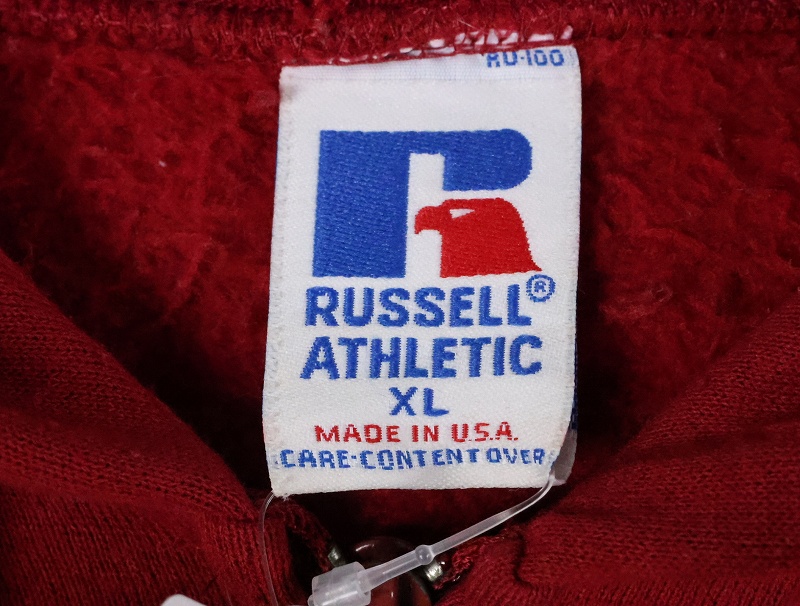 RU-100
RUSSELL®
ATHLETIC
XL
MADE IN U.S.A.
CARE-CONTENT OVER